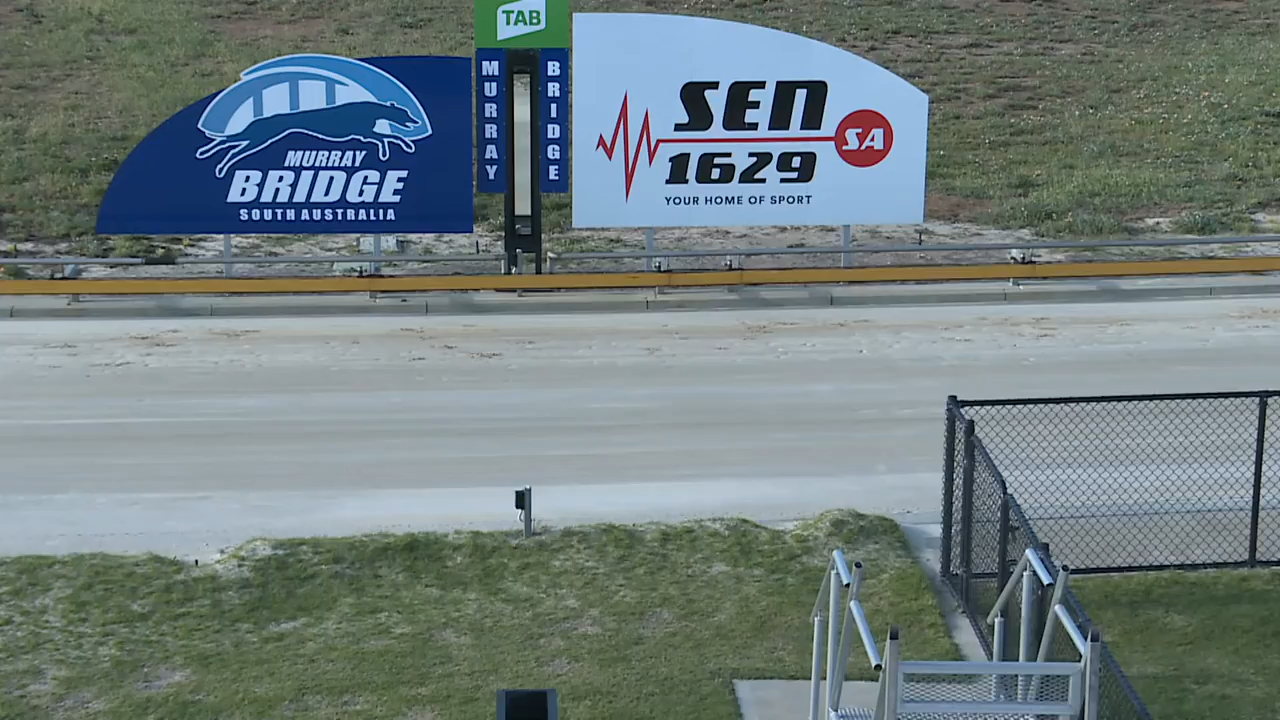 TAB
MURRAY
BRIDGE
MURRAY
BRIDGE
SOUTH AUSTRALIA
SEN
SA
1629
YOUR HOME OF SPORT